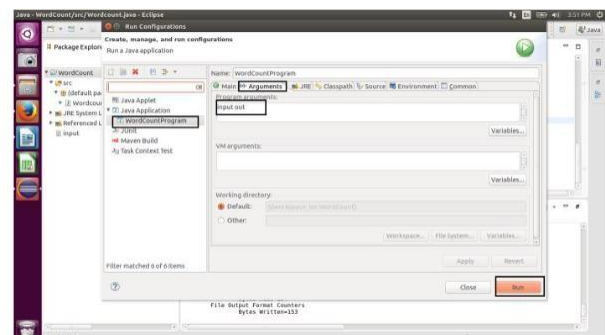 Java - WordCount/src/Wordcount.java - Eclipse
3:51 PM
Run Configurations
Create, manage, and run configurations
Run a Java application
Package Explor
Java
WordCount
src
(default pa
Wordcou
JRE System L
Referenced L
input
Java Applet
Java Application
WordCountProgram
JUnit
Maven Build
Task Context Test
Filter matched 6 of 6 items
Name: WordCountProgram
Main Arguments JRE Classpath Source Environment Common
Program arguments:
input out
Variables...
VM arguments:
Variables...
Working directory:
Default:
Other:
Workspace... File System... Variables...
Apply Revert
Close Run
File Output Format Counters
Bytes Written=153